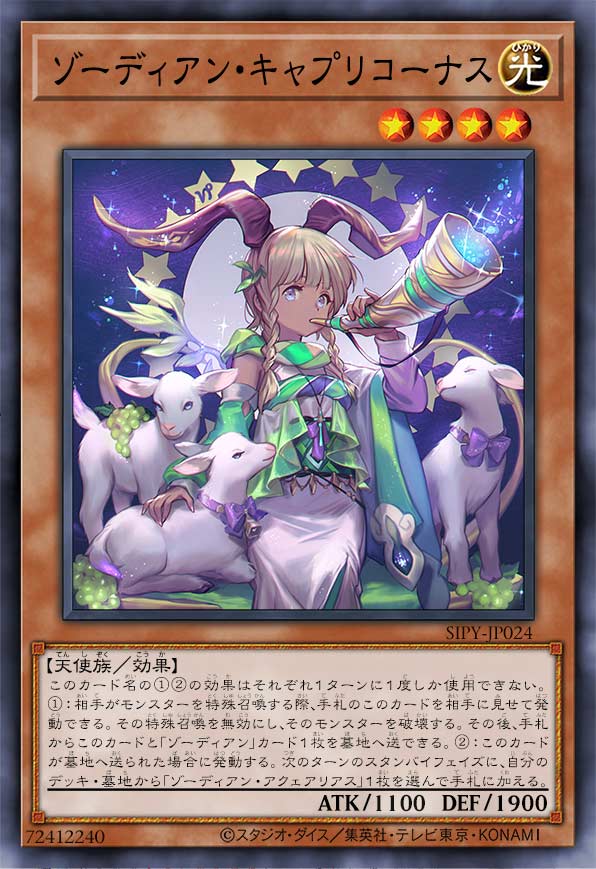 ゾーディアン・キャプリコーナス
ひかり
光
SIPY-JP024
【天使族／効果】
このカード名の①②の効果はそれぞれ1ターンに1度しか使用できない。
①：相手がモンスターを特殊召喚する際、手札のこのカードを相手に見せて発
動できる。その特殊召喚を無効にし、そのモンスターを破壊する。その後、手札
からこのカードと「ゾーディアン」カード1枚を墓地へ送できる。②：このカード
が墓地へ送られた場合に発動する。次のターンのスタンバイフェイズに、自分の
デッキ・墓地から「ゾーディアン・アクェアリアス」1枚を選んで手札に加える。
ATK/1100 DEF/1900
72412240
©スタジオ・ダイス／集英社・テレビ東京・KONAMI